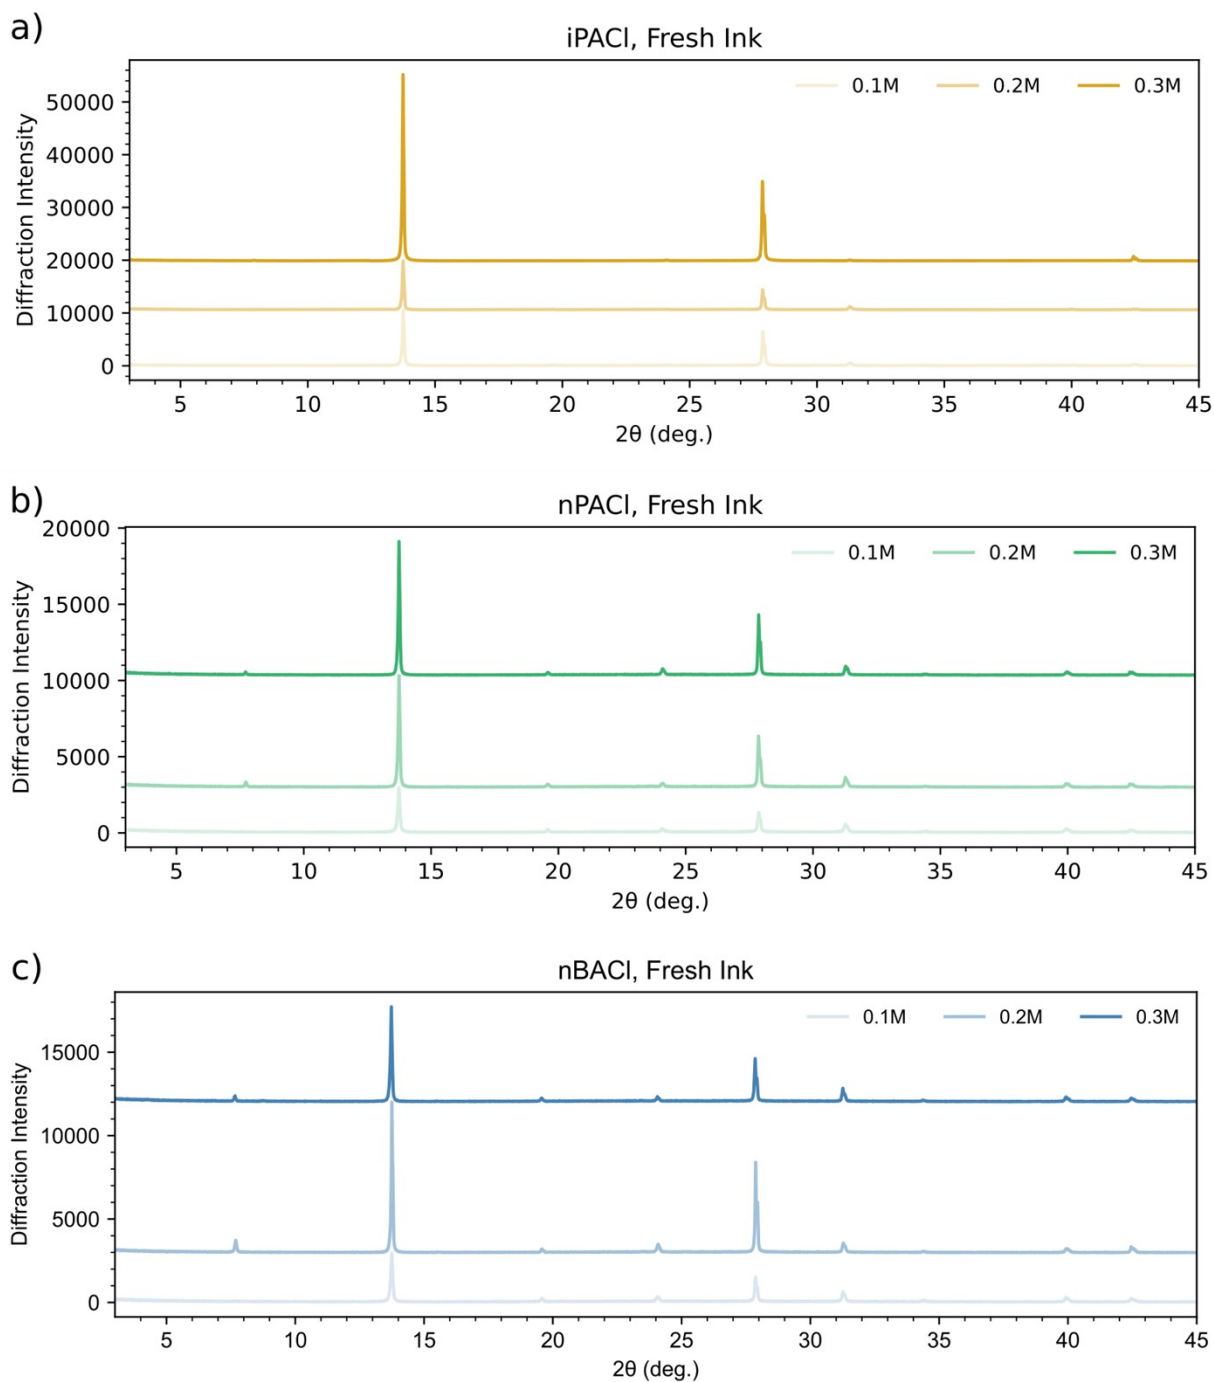 a)
iPACl, Fresh Ink
0.1M 0.2M 0.3M
50000
40000
30000
20000
10000
0
Diffraction Intensity
5 10 15 20 25 30 35 40 45
2θ (deg.)
b)
nPACl, Fresh Ink
0.1M 0.2M 0.3M
20000
15000
10000
5000
0
Diffraction Intensity
5 10 15 20 25 30 35 40 45
2θ (deg.)
c)
nBACl, Fresh Ink
0.1M 0.2M 0.3M
15000
10000
5000
0
Diffraction Intensity
5 10 15 20 25 30 35 40 45
2θ (deg.)